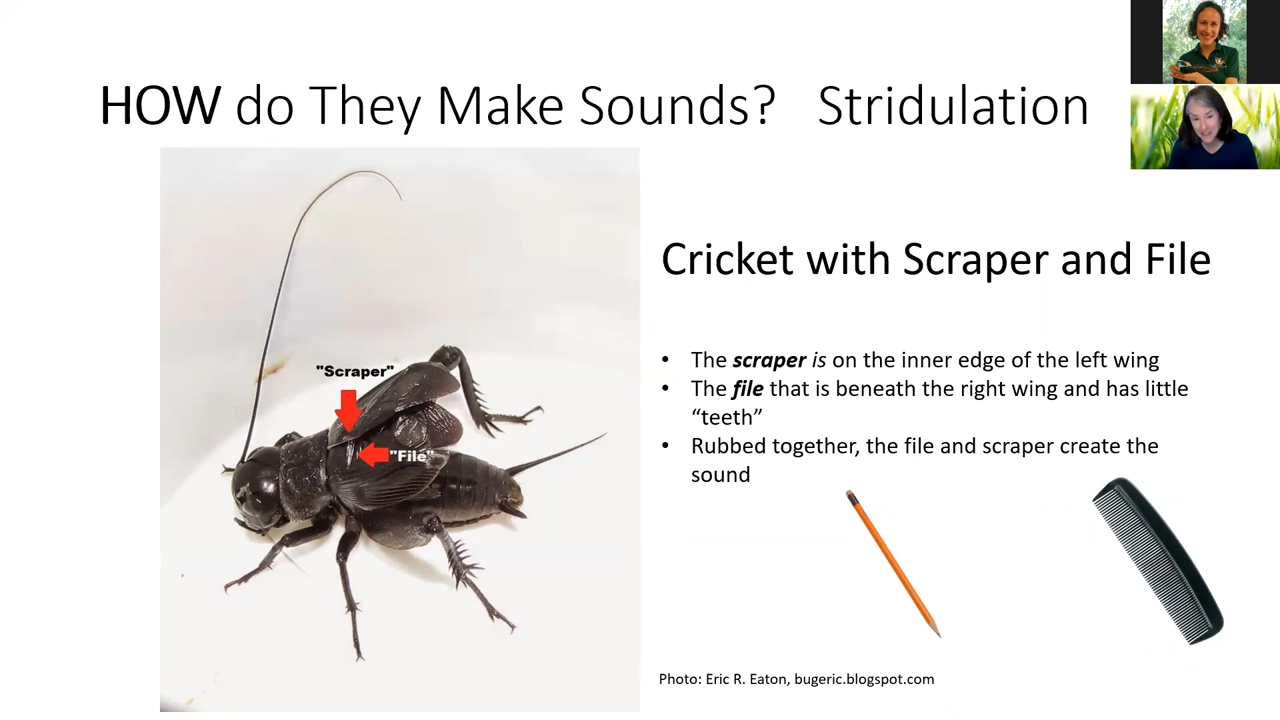 HOW do They Make Sounds? Stridulation
"Scraper"
"File"
Cricket with Scraper and File
• The scraper is on the inner edge of the left wing
• The file that is beneath the right wing and has little
“teeth”
• Rubbed together, the file and scraper create the
sound
Photo: Eric R. Eaton, bugeric.blogspot.com